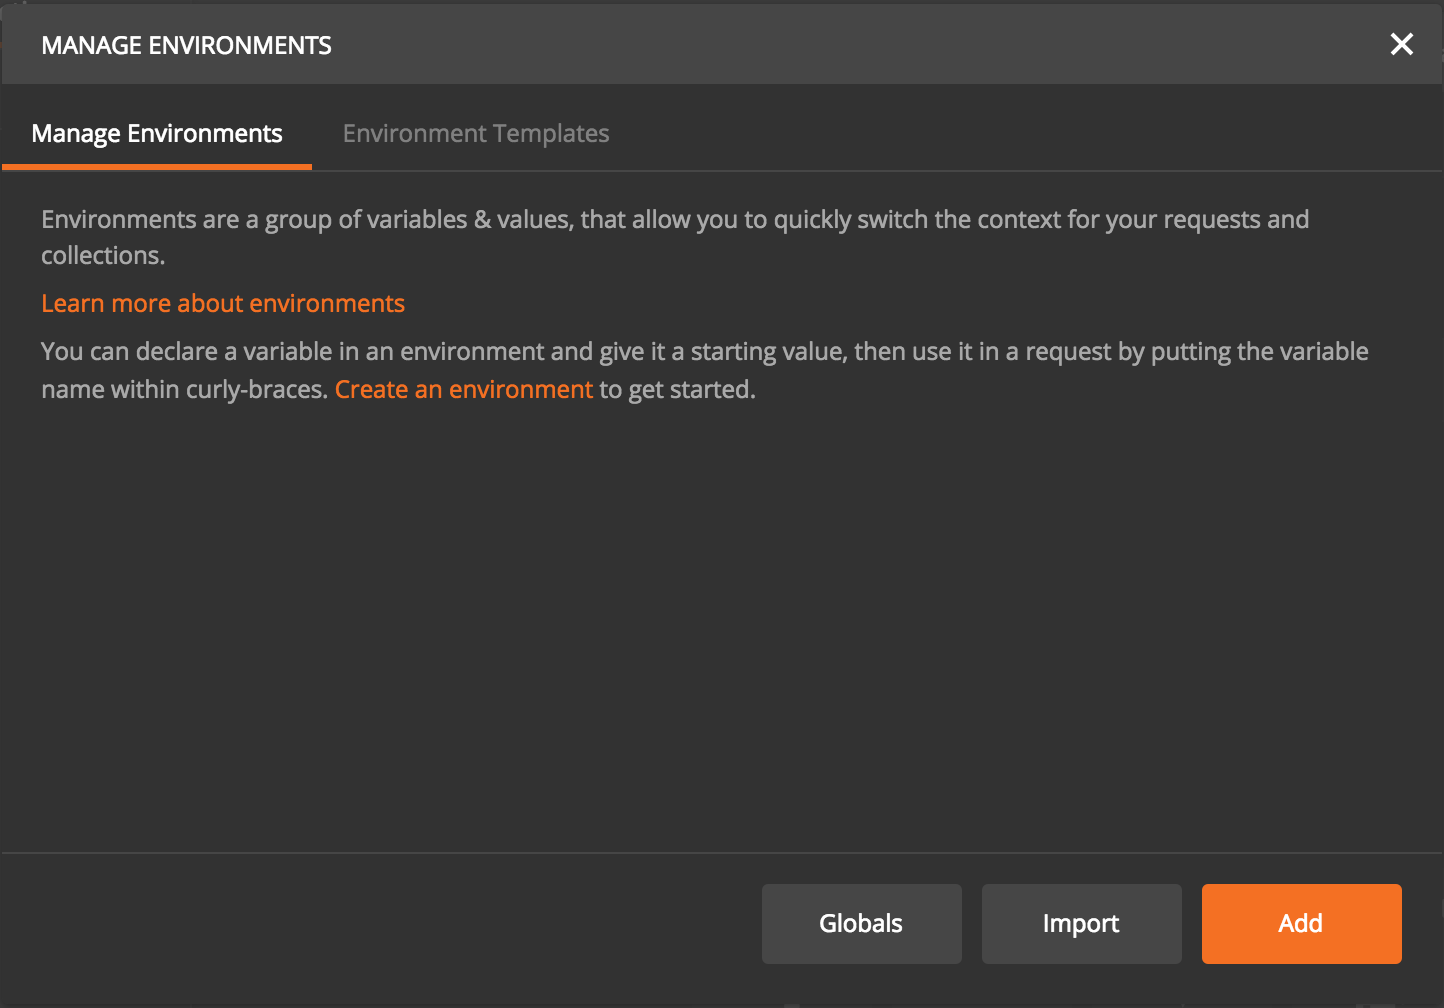 MANAGE ENVIRONMENTS
Manage Environments
Environment Templates
Environments are a group of variables & values, that allow you to quickly switch the context for your requests and
collections.
Learn more about environments
You can declare a variable in an environment and give it a starting value, then use it in a request by putting the variable
name within curly-braces. Create an environment to get started.
Globals
Import
Add